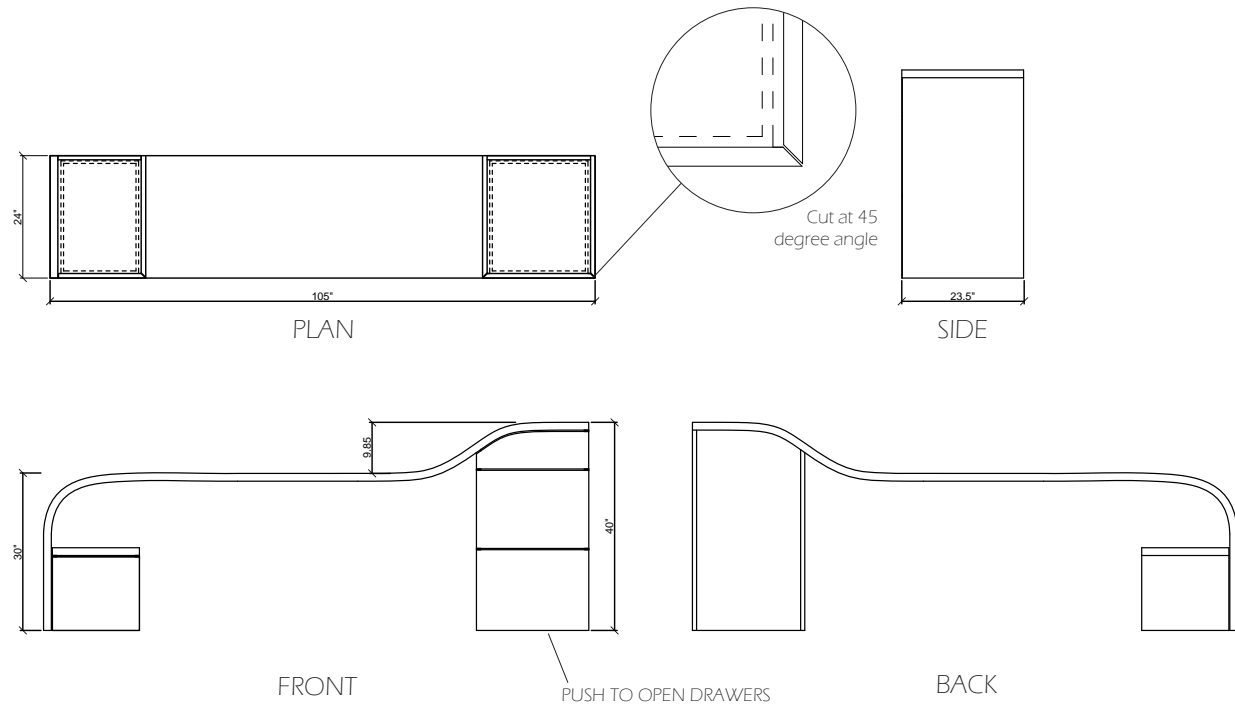 Cut at 45
degree angle
24"
105"
PLAN
23.5"
SIDE
9.85
30"
40"
FRONT
PUSH TO OPEN DRAWERS
BACK